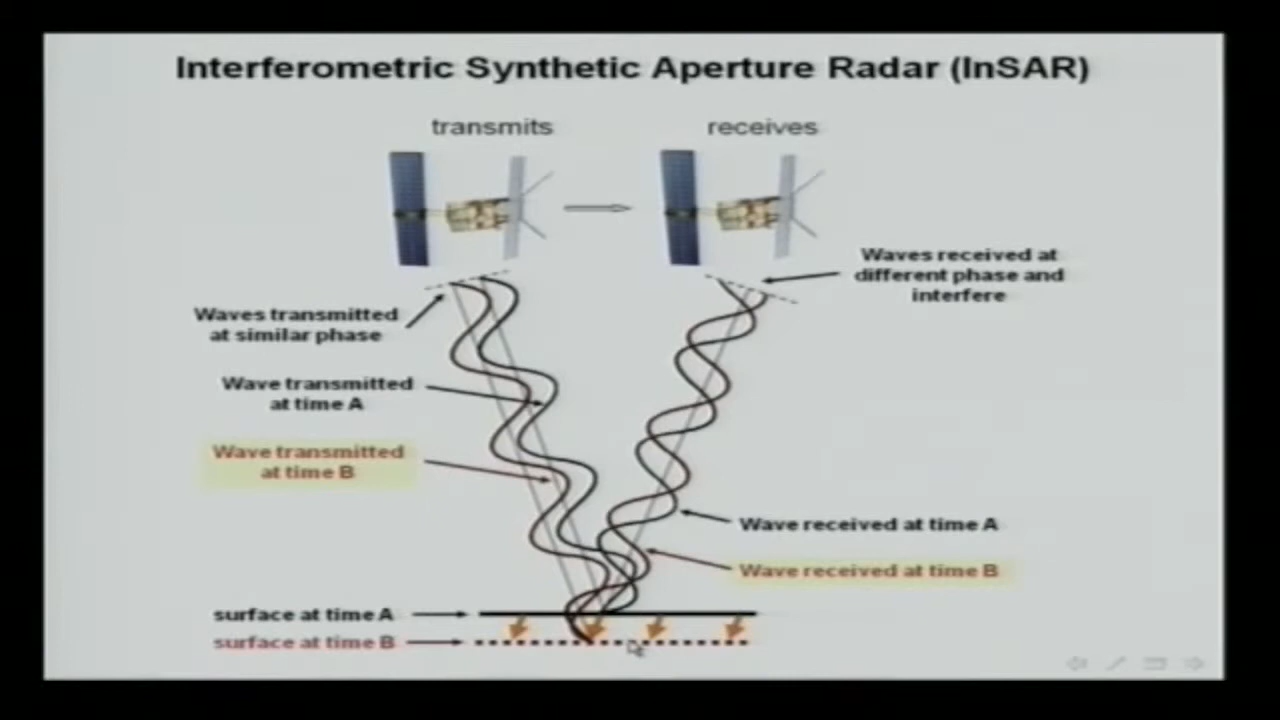 Interferometric Synthetic Aperture Radar (InSAR)
transmits
receives
Waves received at
different phase and
interfere
Waves transmitted
at similar phase
Wave transmitted
at time A
Wave transmitted
at time B
Wave received at time A
Wave received at time B
surface at time A
surface at time B